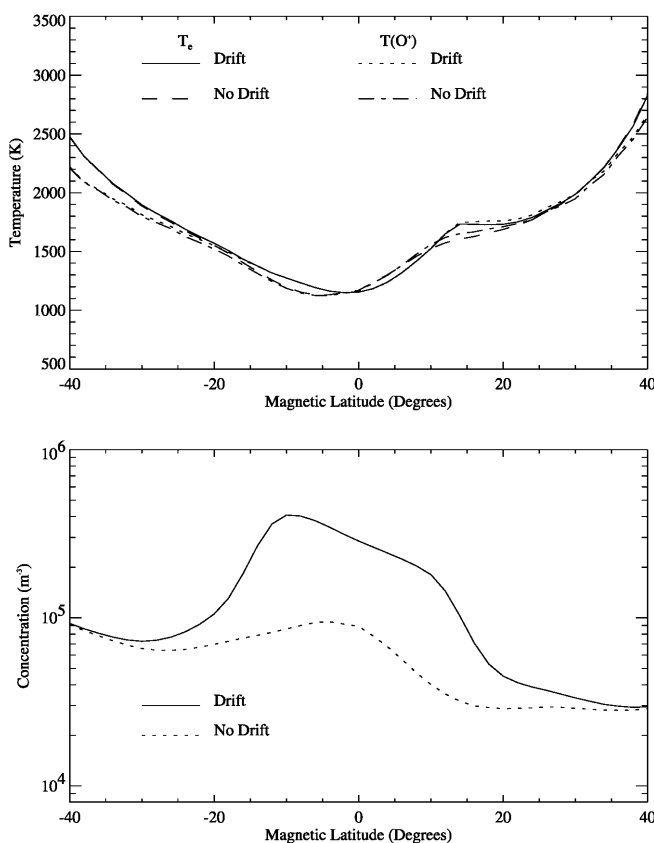 3500
3000
2500
2000
1500
1000
500
Temperature (K)
Tₑ
T(O⁺)
Drift
Drift
No Drift
No Drift
-40
-20
0
20
40
Magnetic Latitude (Degrees)
10⁶
10⁵
10⁴
Concentration (m⁻³)
Drift
No Drift
-40
-20
0
20
40
Magnetic Latitude (Degrees)